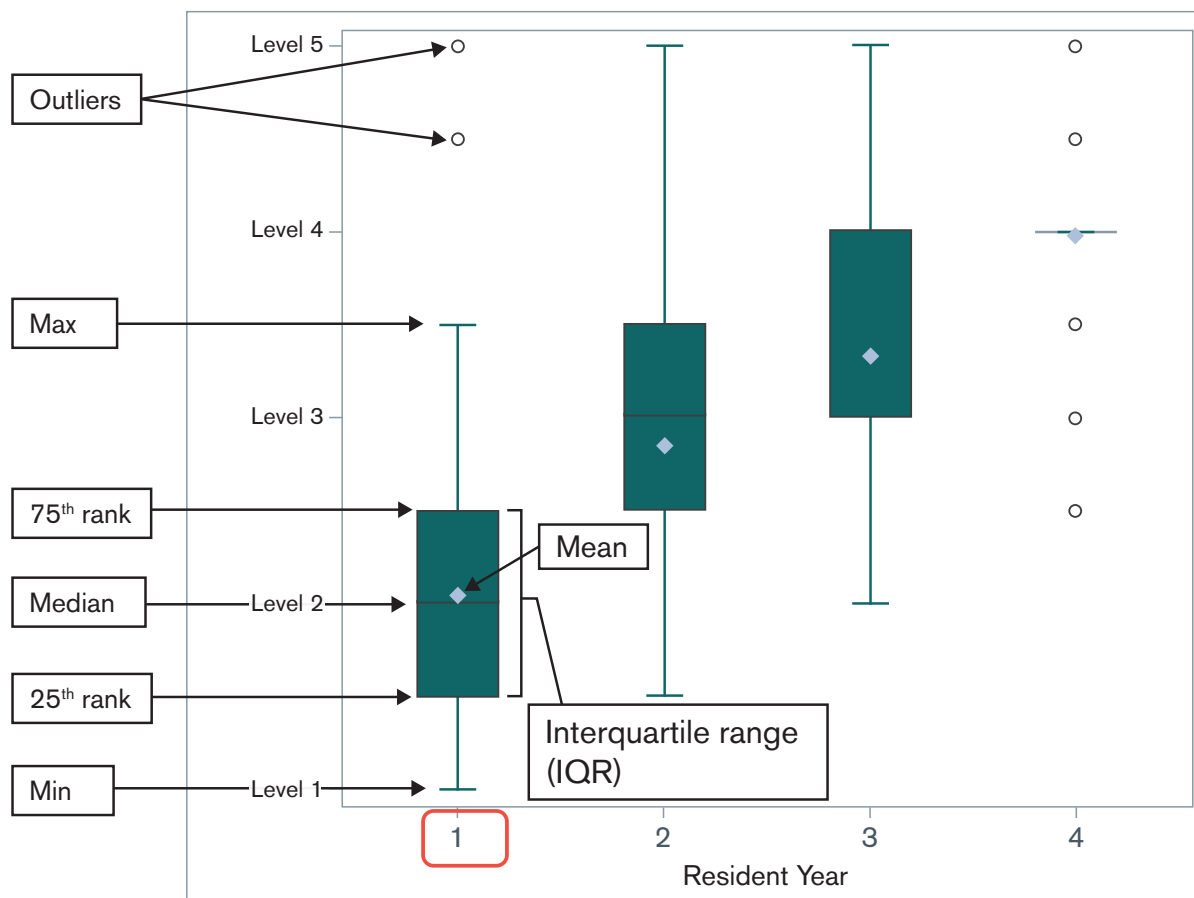 Level 5
Outliers
Level 4
Max
Level 3
75th rank
Mean
Median
Level 2
25th rank
Interquartile range
(IQR)
Min
Level 1
1
2
3
4
Resident Year